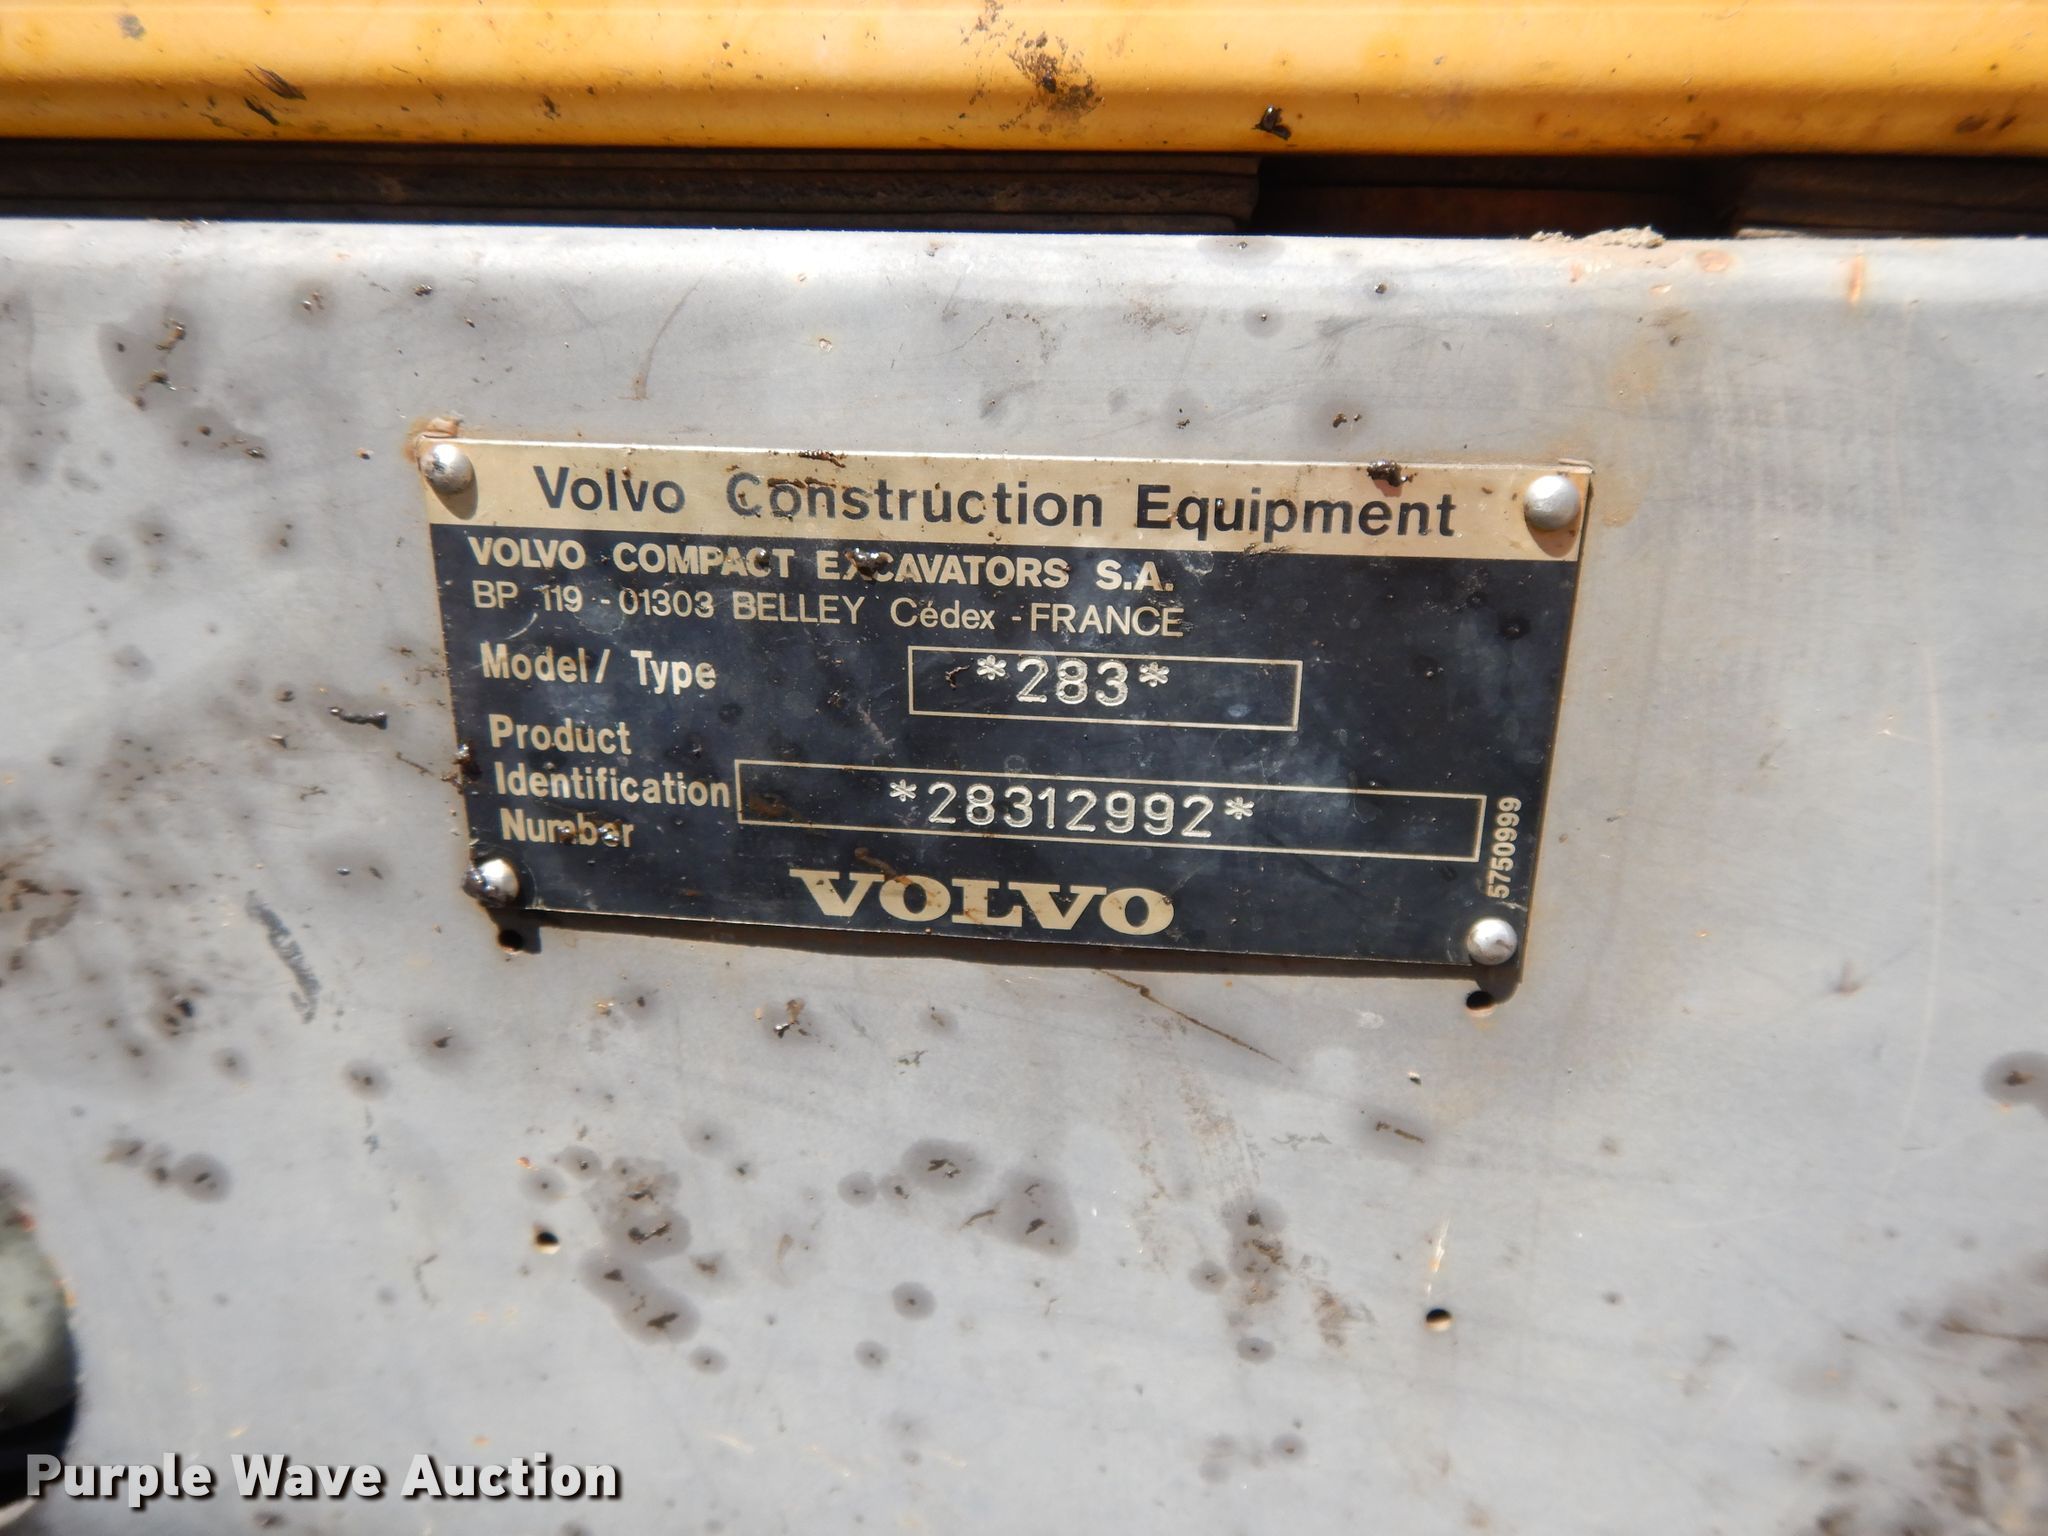 Volvo Construction Equipment
VOLVO COMPACT EXCAVATORS S.A.
BP 119 - 01303 BELLEY Cédex - FRANCE
Model/ Type *283*
Product
Identification *28312992*
Number
57509999
VOLVO
Purple Wave Auction